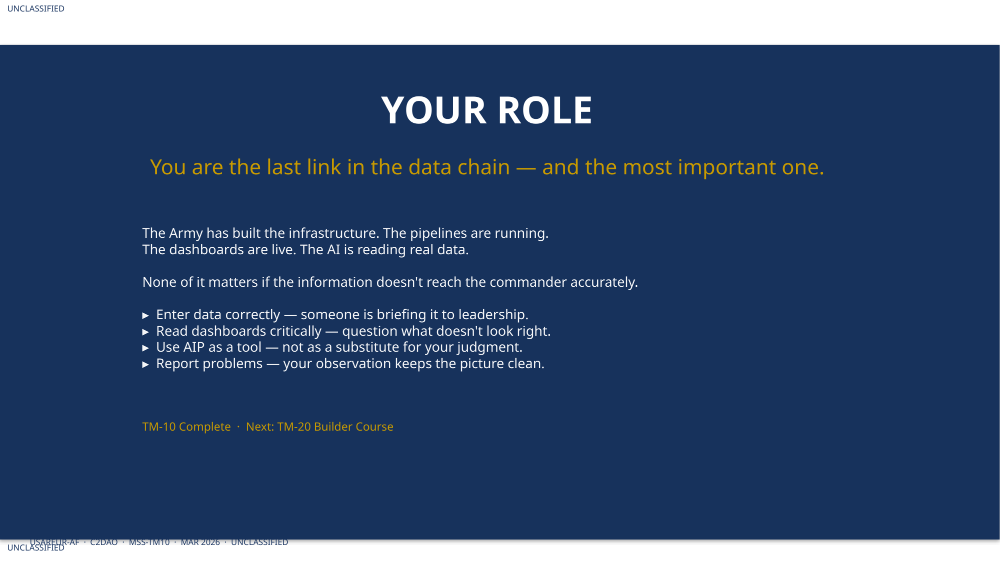 UNCLASSIFIED
YOUR ROLE
You are the last link in the data chain — and the most important one.
The Army has built the infrastructure. The pipelines are running.
The dashboards are live. The AI is reading real data.
None of it matters if the information doesn't reach the commander accurately.
▸ Enter data correctly — someone is briefing it to leadership.
▸ Read dashboards critically — question what doesn't look right.
▸ Use AIP as a tool — not as a substitute for your judgment.
▸ Report problems — your observation keeps the picture clean.
TM-10 Complete · Next: TM-20 Builder Course
USAREUR-AF · C2DAO · MSS-TM10 · MAR 2026 · UNCLASSIFIED
UNCLASSIFIED